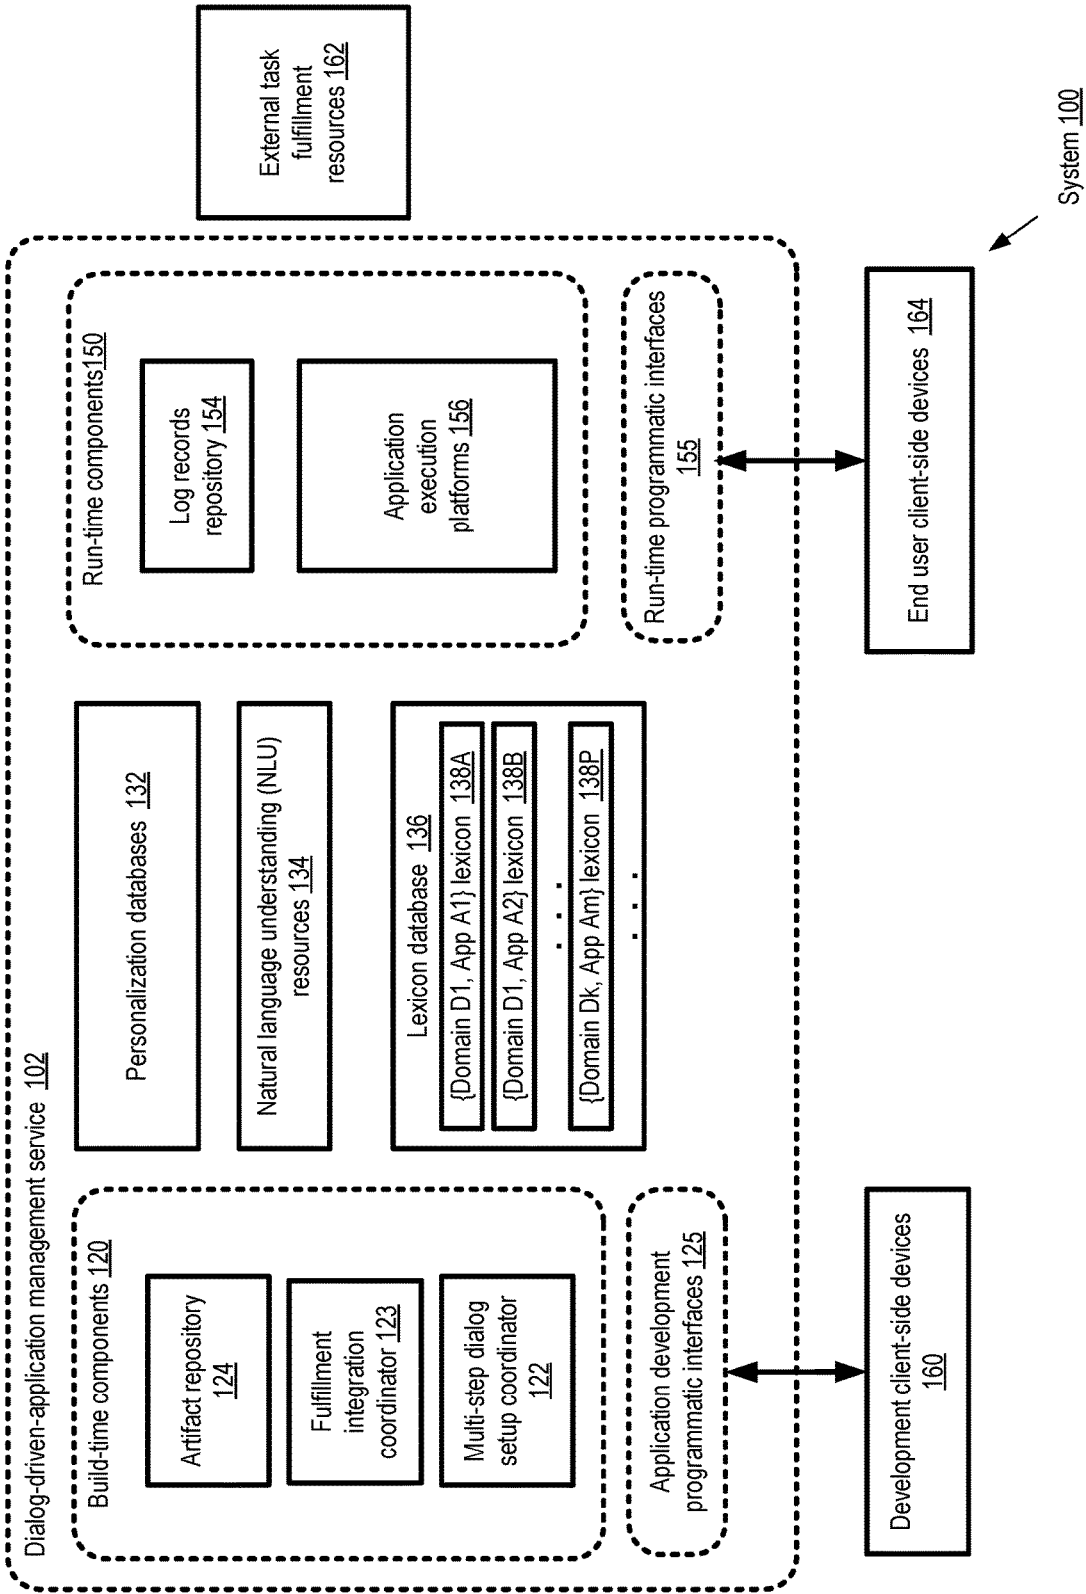 Dialog-driven-application management service 102
Build-time components 120
Artifact repository
124
Fulfillment
integration
coordinator 123
Multi-step dialog
setup coordinator
122
Application development
programmatic interfaces 125
Personalization databases 132
Natural language understanding (NLU)
resources 134
Lexicon database 136
{Domain D1, App A1} lexicon 138A
{Domain D1, App A2} lexicon 138B
. . .
{Domain Dk, App Am} lexicon 138P
. . .
Run-time components150
Log records
repository 154
Application
execution
platforms 156
Run-time programmatic interfaces
155
External task
fulfillment
resources 162
Development client-side devices
160
End user client-side devices 164
System 100